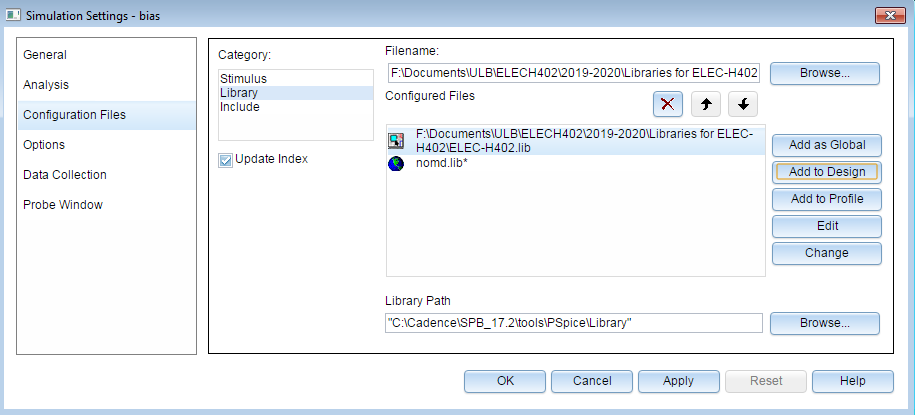 Simulation Settings - bias
General
Analysis
Configuration Files
Options
Data Collection
Probe Window
Category:
Stimulus
Library
Include
Update Index
Filename:
F:\Documents\ULB\ELECH402\2019-2020\Libraries for ELEC-H402
Browse...
Configured Files
F:\Documents\ULB\ELECH402\2019-2020\Libraries for ELEC-
H402\ELEC-H402.lib
nomd.lib*
Add as Global
Add to Design
Add to Profile
Edit
Change
Library Path
"C:\Cadence\SPB_17.2\tools\PSpice\Library"
Browse...
OK
Cancel
Apply
Reset
Help